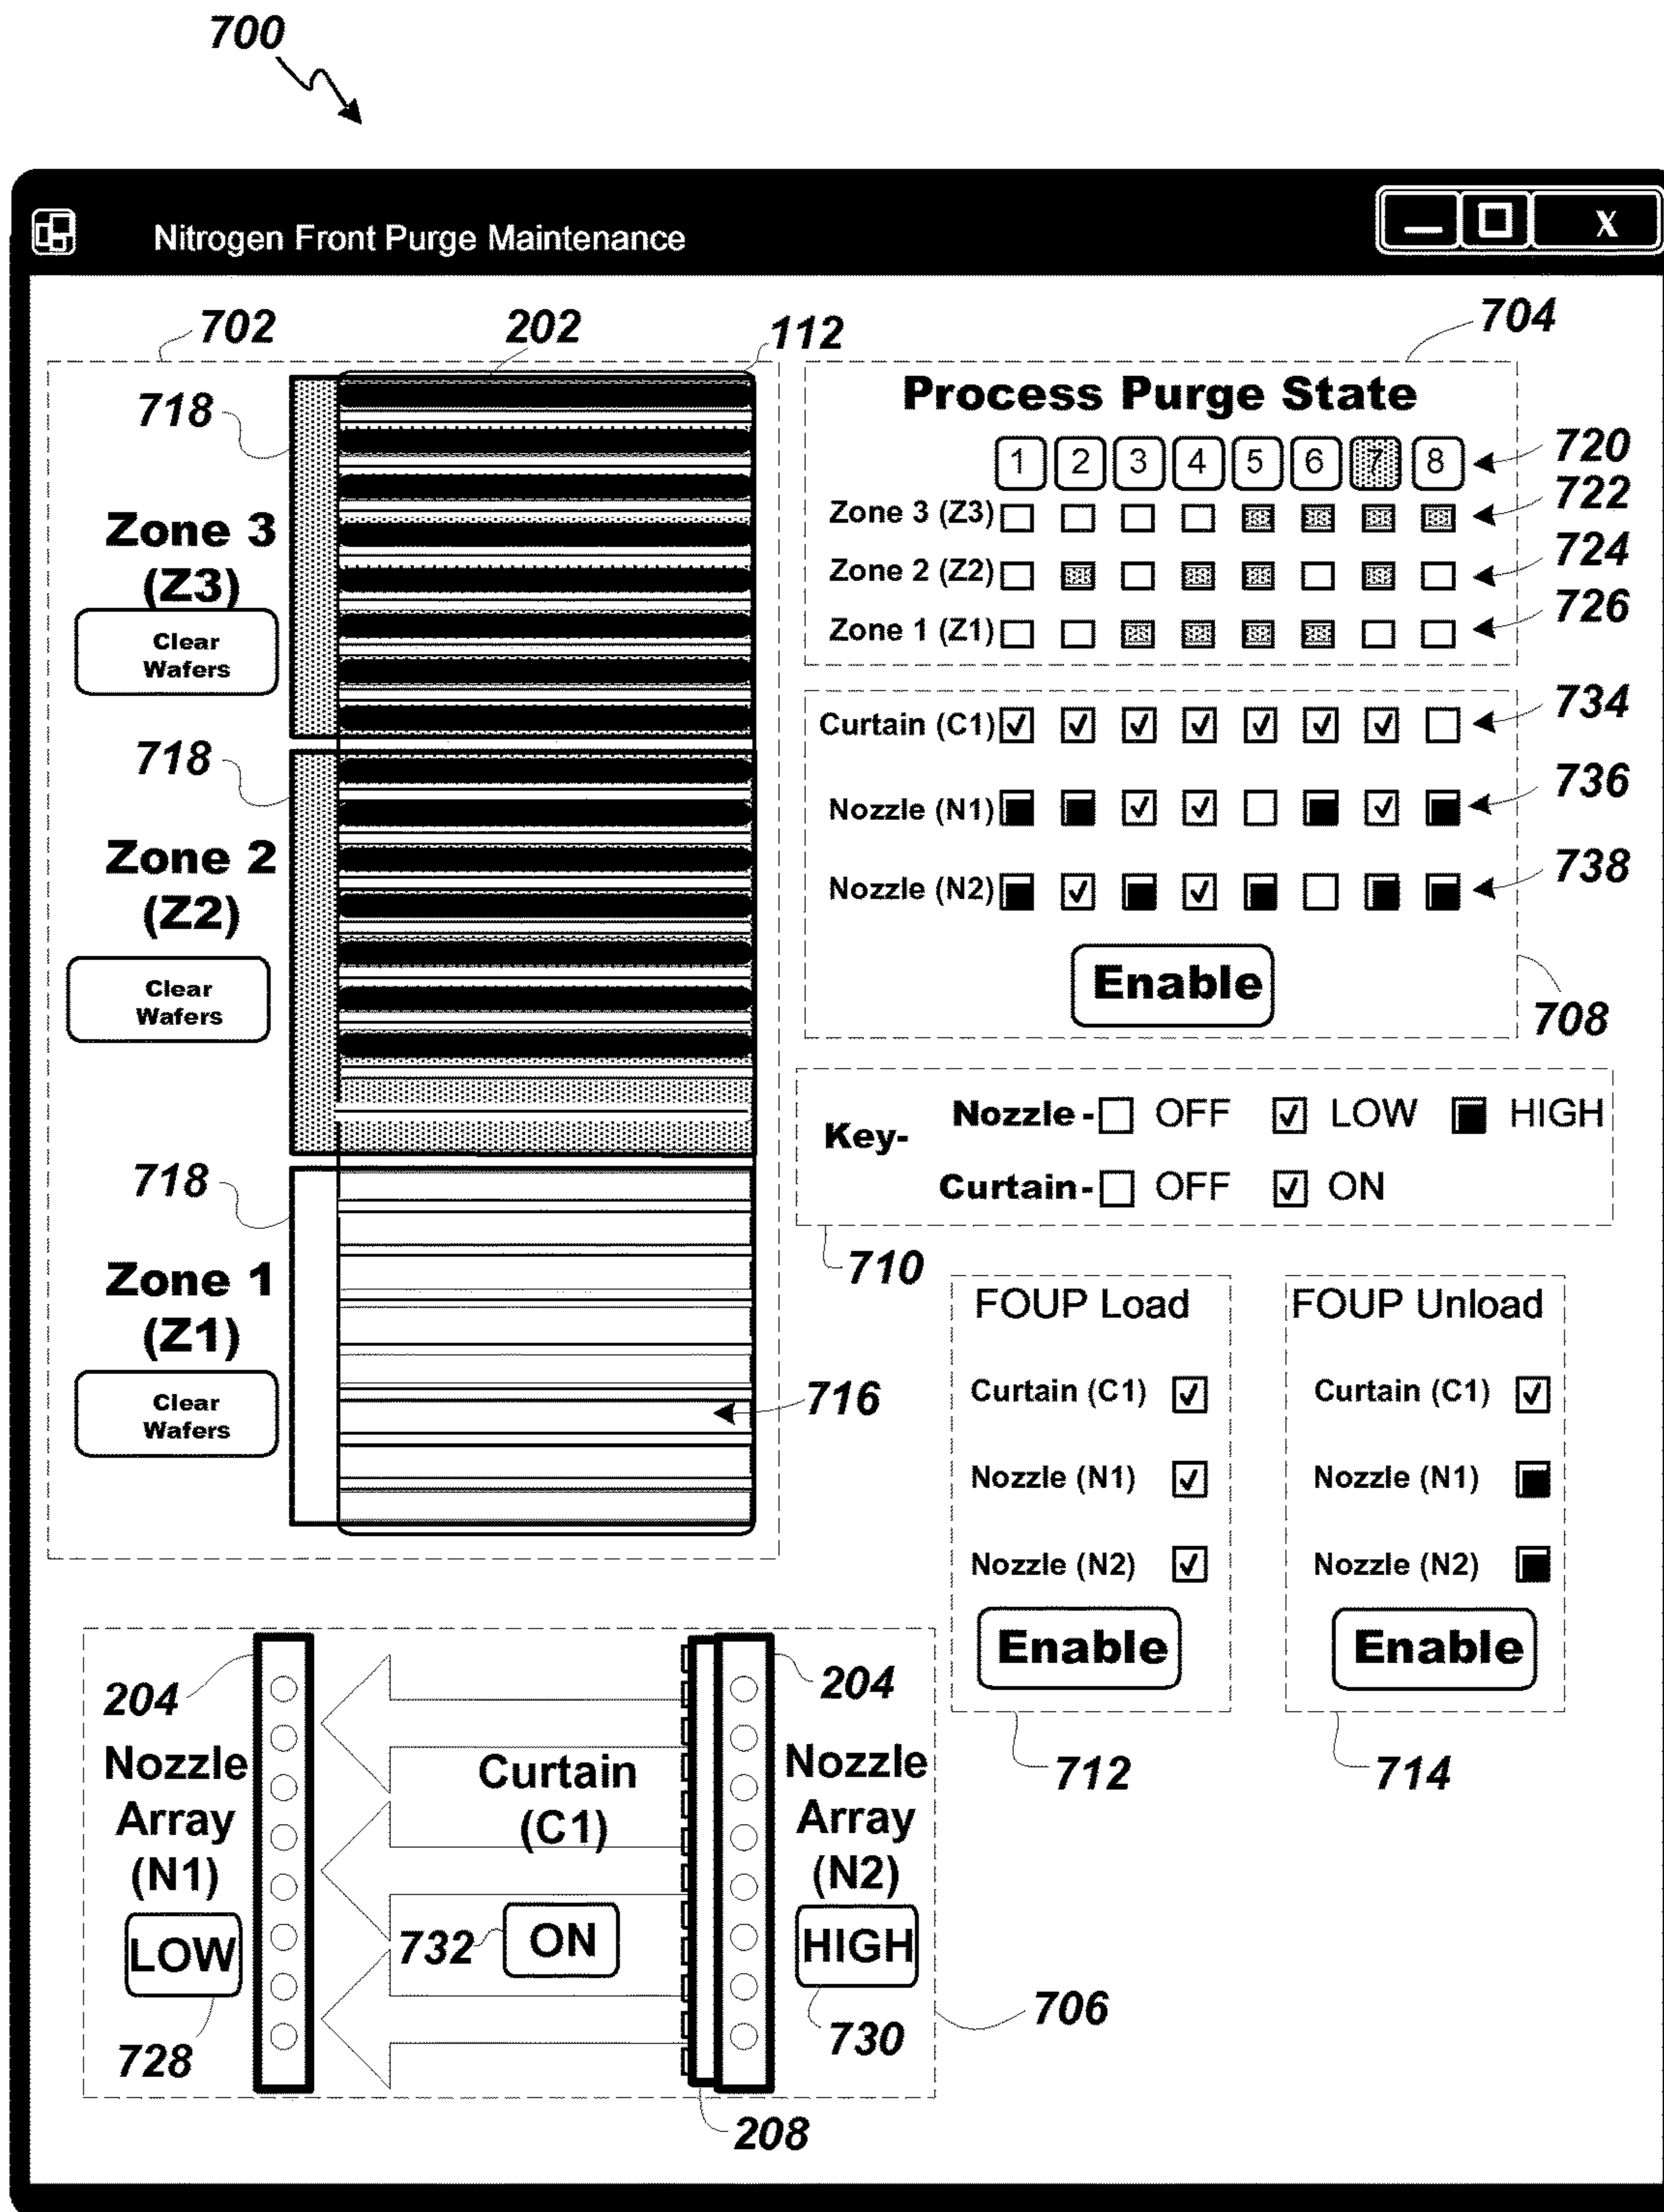 700
Nitrogen Front Purge Maintenance
X
702
202
112
704
718
Zone 3
(Z3)
Clear
Wafers
718
Zone 2
(Z2)
Clear
Wafers
718
Zone 1
(Z1)
Clear
Wafers
716
Process Purge State
1 2 3 4 5 6 7 8
720
Zone 3 (Z3)
722
Zone 2 (Z2)
724
Zone 1 (Z1)
726
Curtain (C1)
734
Nozzle (N1)
736
Nozzle (N2)
738
Enable
708
Key-
Nozzle - OFF LOW HIGH
Curtain - OFF ON
710
FOUP Load
Curtain (C1)
Nozzle (N1)
Nozzle (N2)
Enable
712
FOUP Unload
Curtain (C1)
Nozzle (N1)
Nozzle (N2)
Enable
714
204
Nozzle
Array
(N1)
LOW
728
Curtain
(C1)
732
ON
204
Nozzle
Array
(N2)
HIGH
730
706
208